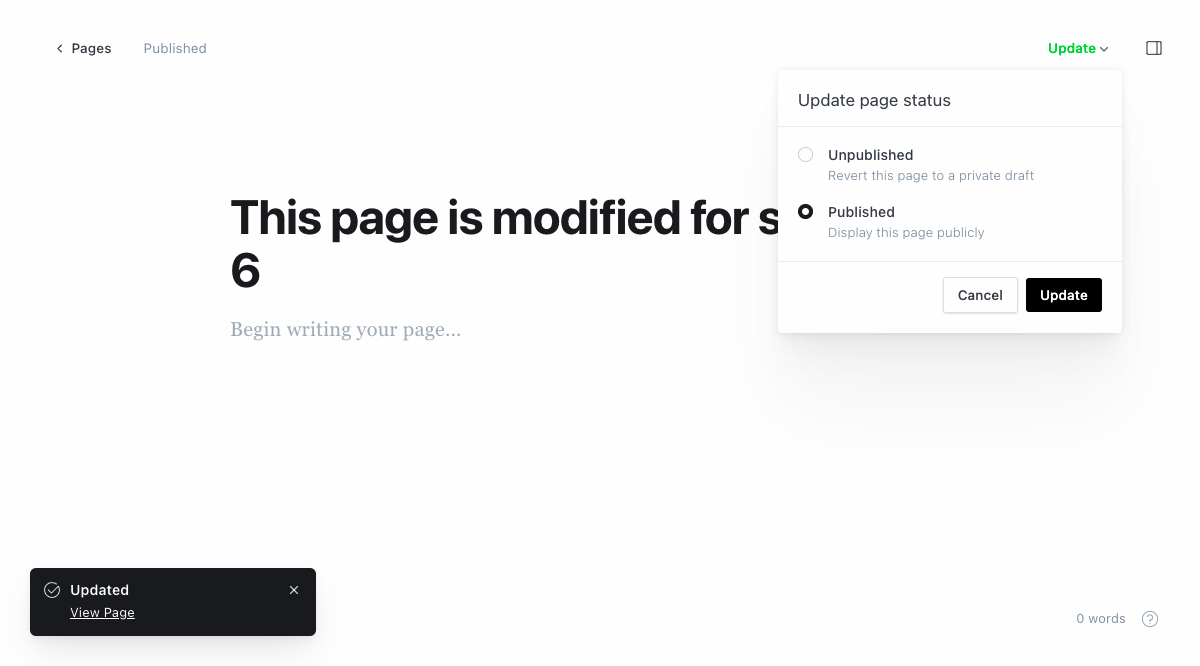 Pages
Published
Update
Update page status
Unpublished
Revert this page to a private draft
Published
Display this page publicly
Cancel
Update
This page is modified for s
6
Begin writing your page...
Updated
View Page
0 words
?